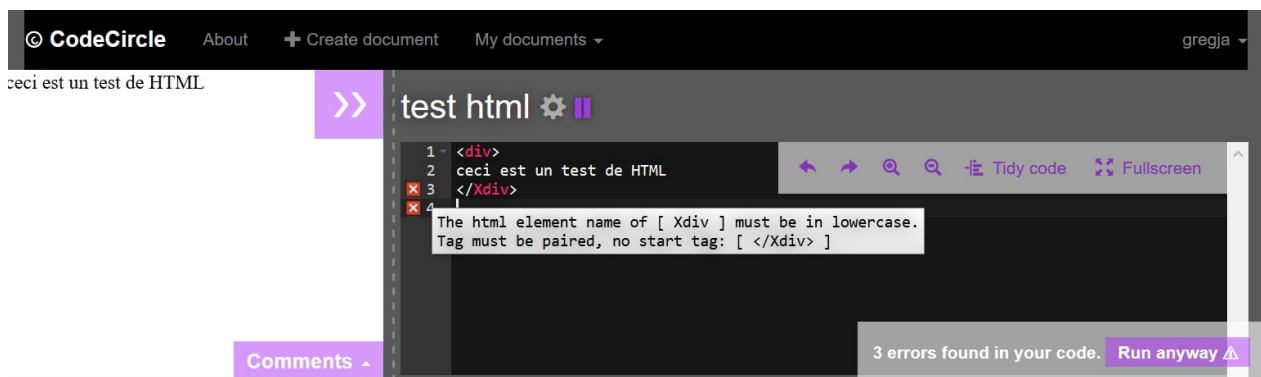 © CodeCircle About + Create document My documents gregja
ceci est un test de HTML
test html
1 <div>
2 ceci est un test de HTML
3 </Xdiv>
4
Tidy code Fullscreen
The html element name of [ Xdiv ] must be in lowercase.
Tag must be paired, no start tag: [ </Xdiv> ]
Comments
3 errors found in your code. Run anyway